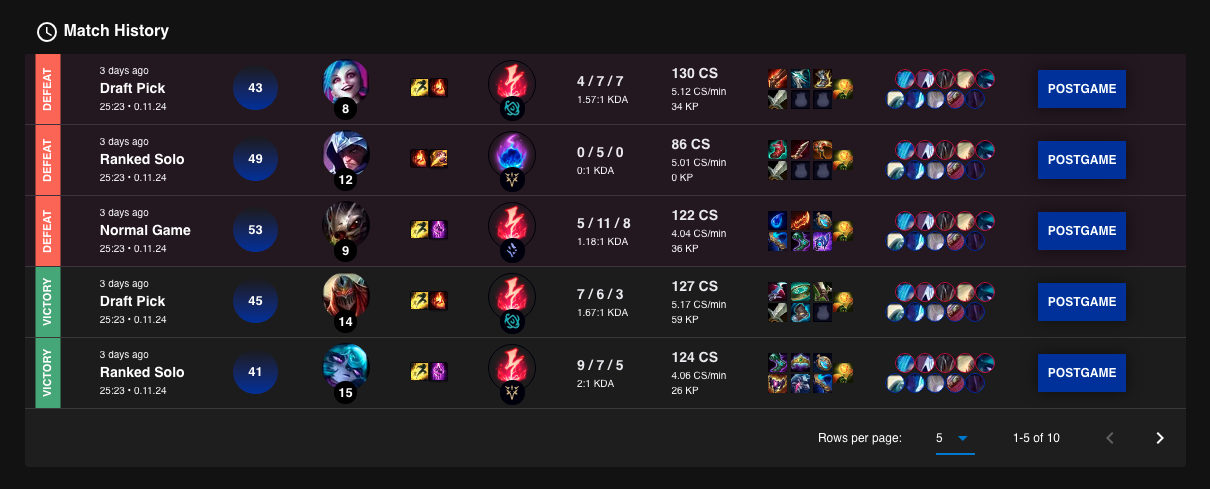 Match History
DEFEAT
3 days ago
Draft Pick
25:23 • 0.11.24
43
8
4 / 7 / 7
1.57:1 KDA
130 CS
5.12 CS/min
34 KP
POSTGAME
DEFEAT
3 days ago
Ranked Solo
25:23 • 0.11.24
49
12
0 / 5 / 0
0:1 KDA
86 CS
5.01 CS/min
0 KP
POSTGAME
DEFEAT
3 days ago
Normal Game
25:23 • 0.11.24
53
9
5 / 11 / 8
1.18:1 KDA
122 CS
4.04 CS/min
36 KP
POSTGAME
VICTORY
3 days ago
Draft Pick
25:23 • 0.11.24
45
14
7 / 6 / 3
1.67:1 KDA
127 CS
5.17 CS/min
59 KP
POSTGAME
VICTORY
3 days ago
Ranked Solo
25:23 • 0.11.24
41
15
9 / 7 / 5
2:1 KDA
124 CS
4.06 CS/min
26 KP
POSTGAME
Rows per page: 5 1-5 of 10